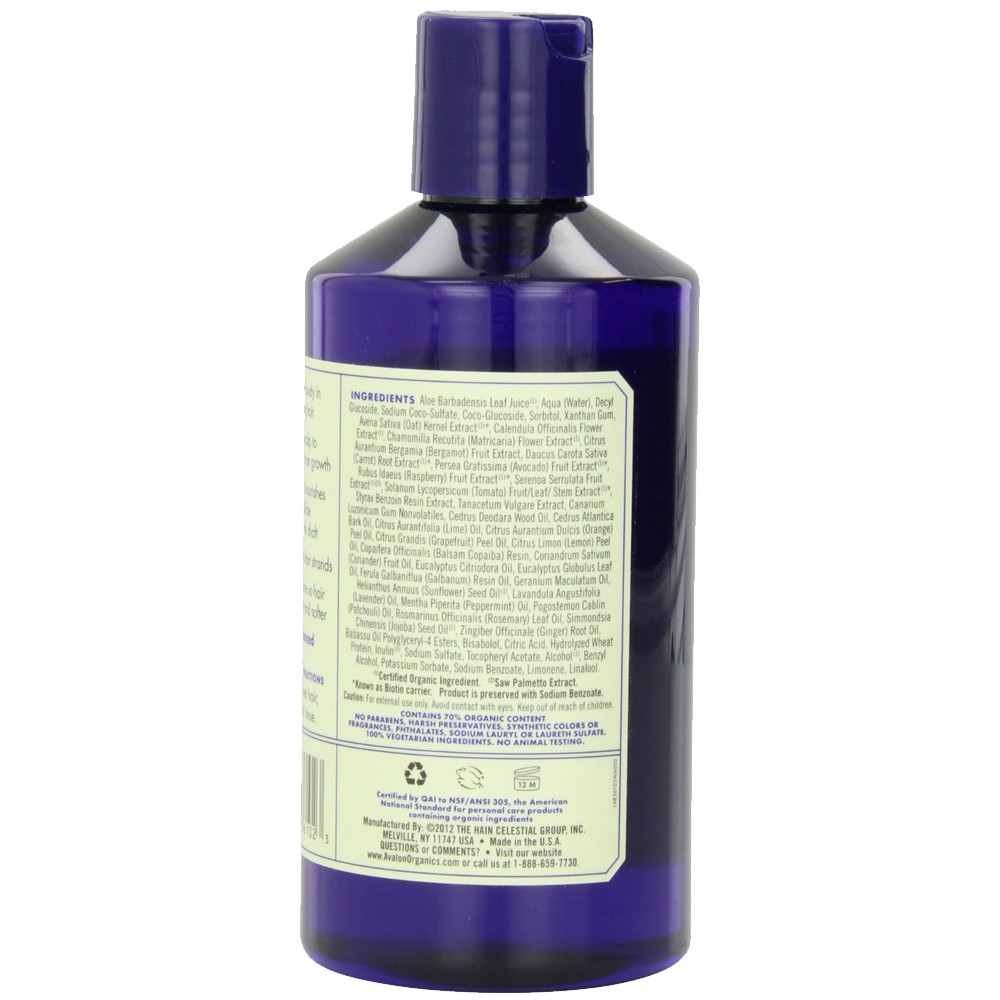 body in
hair
to
growth
nourishes
shaft
strands
so hair
and softer
hair,
INGREDIENTS Aloe Barbadensis Leaf Juice(1), Aqua (Water), Decyl
Glucoside, Sodium Coco-Sulfate, Coco-Glucoside, Sorbitol, Xanthan Gum,
Avena Sativa (Oat) Kernel Extract(1)*, Calendula Officinalis Flower
Extract(1), Chamomilla Recutita (Matricaria) Flower Extract(1), Citrus
Aurantium Bergamia (Bergamot) Fruit Extract, Daucus Carota Sativa
(Carrot) Root Extract(1)*, Persea Gratissima (Avocado) Fruit Extract(1)*,
Rubus Idaeus (Raspberry) Fruit Extract(1)*, Serenoa Serrulata Fruit
Extract(1)(2), Solanum Lycopersicum (Tomato) Fruit/Leaf/ Stem Extract(1)*,
Styrax Benzoin Resin Extract, Tanacetum Vulgare Extract, Canarium
Luzonicum Gum Nonvolatiles, Cedrus Deodara Wood Oil, Cedrus Atlantica
Bark Oil, Citrus Aurantifolia (Lime) Oil, Citrus Aurantium Dulcis (Orange)
Peel Oil, Citrus Grandis (Grapefruit) Peel Oil, Citrus Limon (Lemon) Peel
Oil, Copaifera Officinalis (Balsam Copaiba) Resin, Coriandrum Sativum
(Coriander) Fruit Oil, Eucalyptus Citriodora Oil, Eucalyptus Globulus Leaf
Oil, Ferula Galbaniflua (Galbanum) Resin Oil, Geranium Maculatum Oil,
Helianthus Annuus (Sunflower) Seed Oil(1), Lavandula Angustifolia
(Lavender) Oil, Mentha Piperita (Peppermint) Oil, Pogostemon Cablin
(Patchouli) Oil, Rosmarinus Officinalis (Rosemary) Leaf Oil, Simmondsia
Chinensis (Jojoba) Seed Oil(1), Zingiber Officinale (Ginger) Root Oil,
Babassu Oil Polyglyceryl-4 Esters, Bisabolol, Citric Acid, Hydrolyzed Wheat
Protein, Inulin(1), Sodium Sulfate, Tocopheryl Acetate, Alcohol(1), Benzyl
Alcohol, Potassium Sorbate, Sodium Benzoate, Limonene, Linalool.
(1)Certified Organic Ingredient. (2)Saw Palmetto Extract.
*Known as Biotin carrier. Product is preserved with Sodium Benzoate.
Caution: For external use only. Avoid contact with eyes. Keep out of reach of children.
CONTAINS 70% ORGANIC CONTENT
NO PARABENS, HARSH PRESERVATIVES, SYNTHETIC COLORS OR
FRAGRANCES, PHTHALATES, SODIUM LAURYL OR LAURETH SULFATE.
100% VEGETARIAN INGREDIENTS. NO ANIMAL TESTING.
12 M
Certified by QAI to NSF/ANSI 305, the American
National Standard for personal care products
containing organic ingredients
Manufactured By: ©2012 THE HAIN CELESTIAL GROUP, INC.
MELVILLE, NY 11747 USA • Made in the U.S.A.
QUESTIONS or COMMENTS? • Visit our website
www.AvalonOrganics.com or call us at 1-888-659-7730.
6102 3